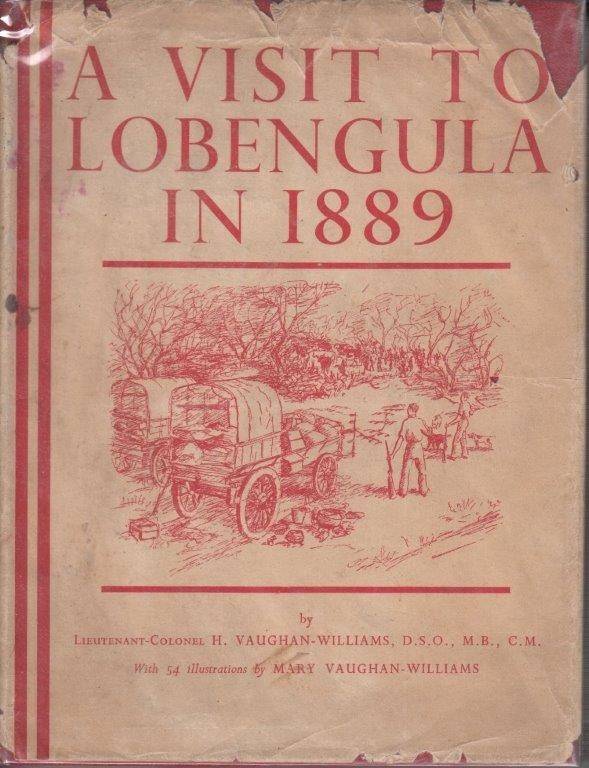 A VISIT TO
LOBENGULA
IN 1889
by
LIEUTENANT-COLONEL H. VAUGHAN-WILLIAMS, D.S.O., M.B., C.M.
With 54 illustrations by MARY VAUGHAN-WILLIAMS